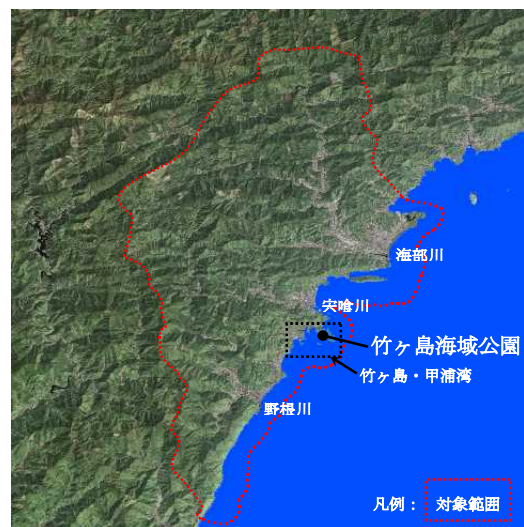 海部川
宍喰川
竹ヶ島海域公園
竹ヶ島・甲浦湾
野根川
凡例： 対象範囲